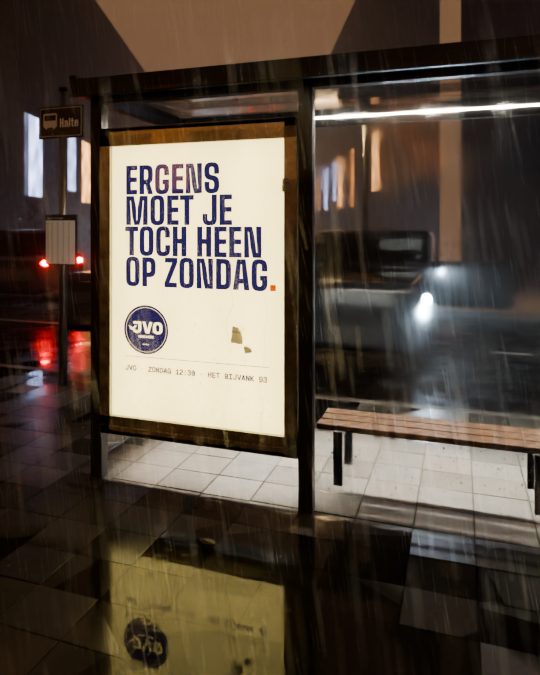 Halte
ERGENS
MOET JE
TOCH HEEN
OP ZONDAG.
JVO
JVO · ZONDAG 12:30 · HET BIJVANK 93